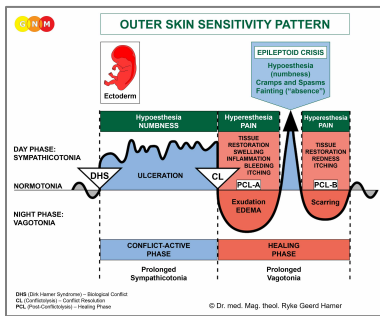 GNM
OUTER SKIN SENSITIVITY PATTERN
EPILEPTOID CRISIS
Hypoesthesia
(numbness)
Cramps and Spasms
Fainting ("absence")
Ectoderm
Hypoesthesia
NUMBNESS
Hyperesthesia
PAIN
Hyperesthesia
PAIN
DAY PHASE:
SYMPATHICOTONIA
TISSUE
RESTORATION
SWELLING
INFLAMMATION
BLEEDING
ITCHING
TISSUE
RESTORATION
REDNESS
ITCHING
DHS
ULCERATION
CL
PCL-A
PCL-B
NORMOTONIA
NIGHT PHASE:
VAGOTONIA
Exudation
EDEMA
Scarring
CONFLICT-ACTIVE
PHASE
HEALING
PHASE
Prolonged
Sympathicotonia
Prolonged
Vagotonia
DHS (Dirk Hamer Syndrome) – Biological Conflict
CL (Conflictolysis) – Conflict Resolution
PCL (Post-Conflictolysis) – Healing Phase
© Dr. med. Mag. theol. Ryke Geerd Hamer